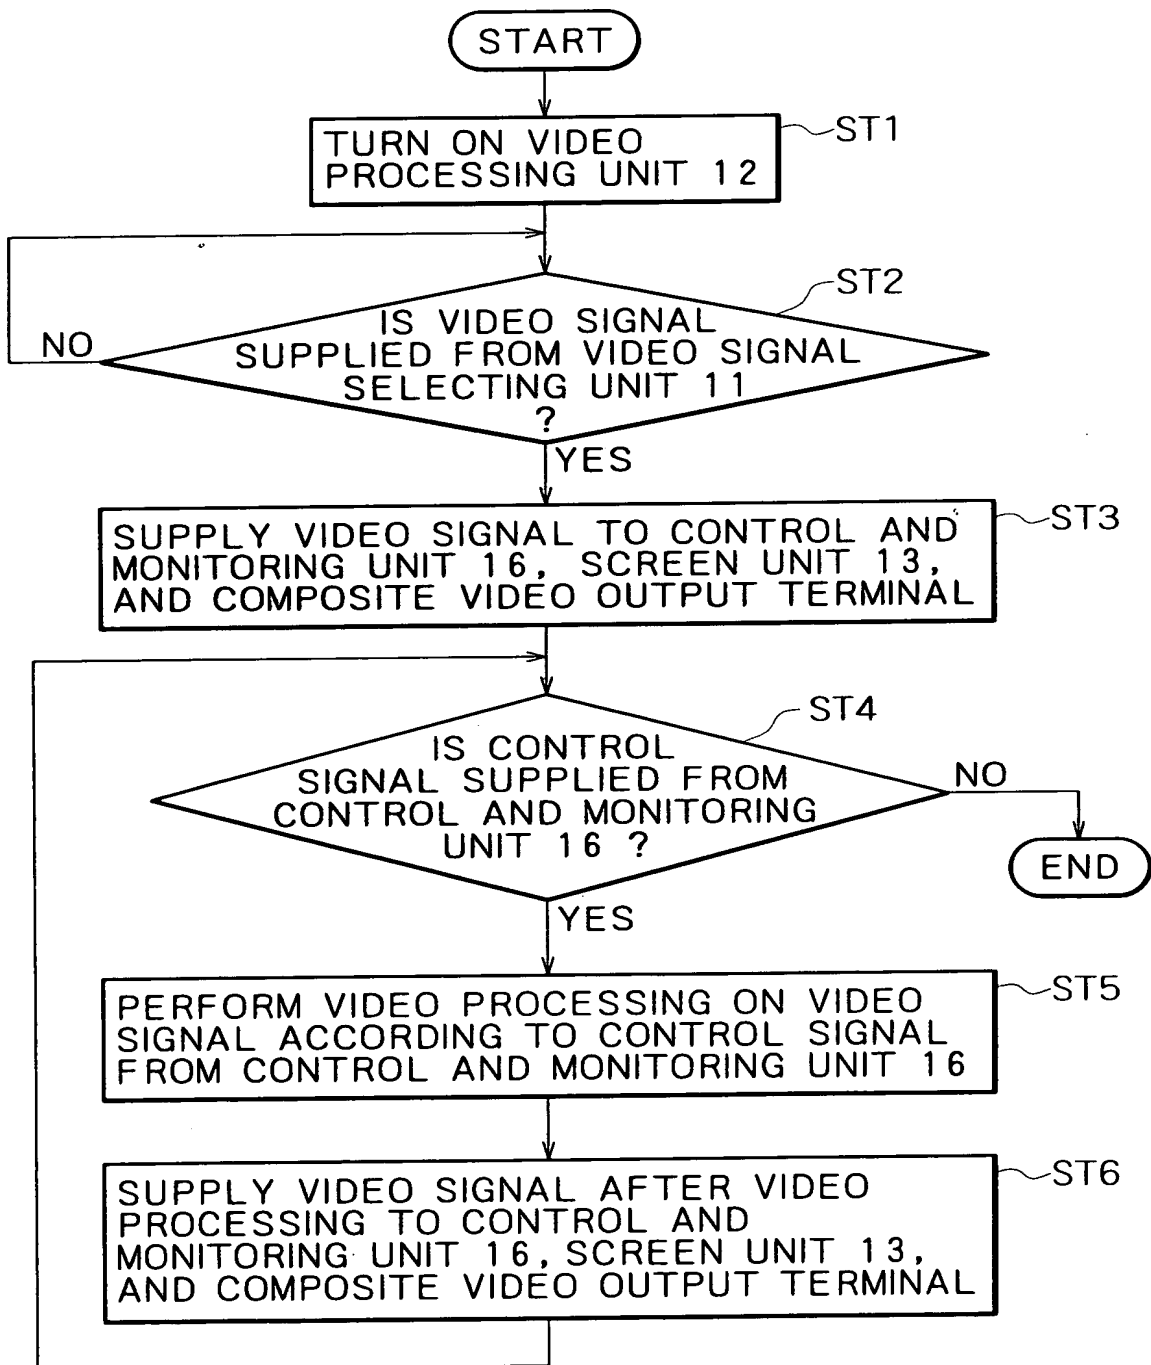 START
ST1
TURN ON VIDEO
PROCESSING UNIT 12
ST2
IS VIDEO SIGNAL
SUPPLIED FROM VIDEO SIGNAL
SELECTING UNIT 11
?
NO
YES
ST3
SUPPLY VIDEO SIGNAL TO CONTROL AND
MONITORING UNIT 16, SCREEN UNIT 13,
AND COMPOSITE VIDEO OUTPUT TERMINAL
ST4
IS CONTROL
SIGNAL SUPPLIED FROM
CONTROL AND MONITORING
UNIT 16 ?
NO
END
YES
ST5
PERFORM VIDEO PROCESSING ON VIDEO
SIGNAL ACCORDING TO CONTROL SIGNAL
FROM CONTROL AND MONITORING UNIT 16
ST6
SUPPLY VIDEO SIGNAL AFTER VIDEO
PROCESSING TO CONTROL AND
MONITORING UNIT 16, SCREEN UNIT 13,
AND COMPOSITE VIDEO OUTPUT TERMINAL